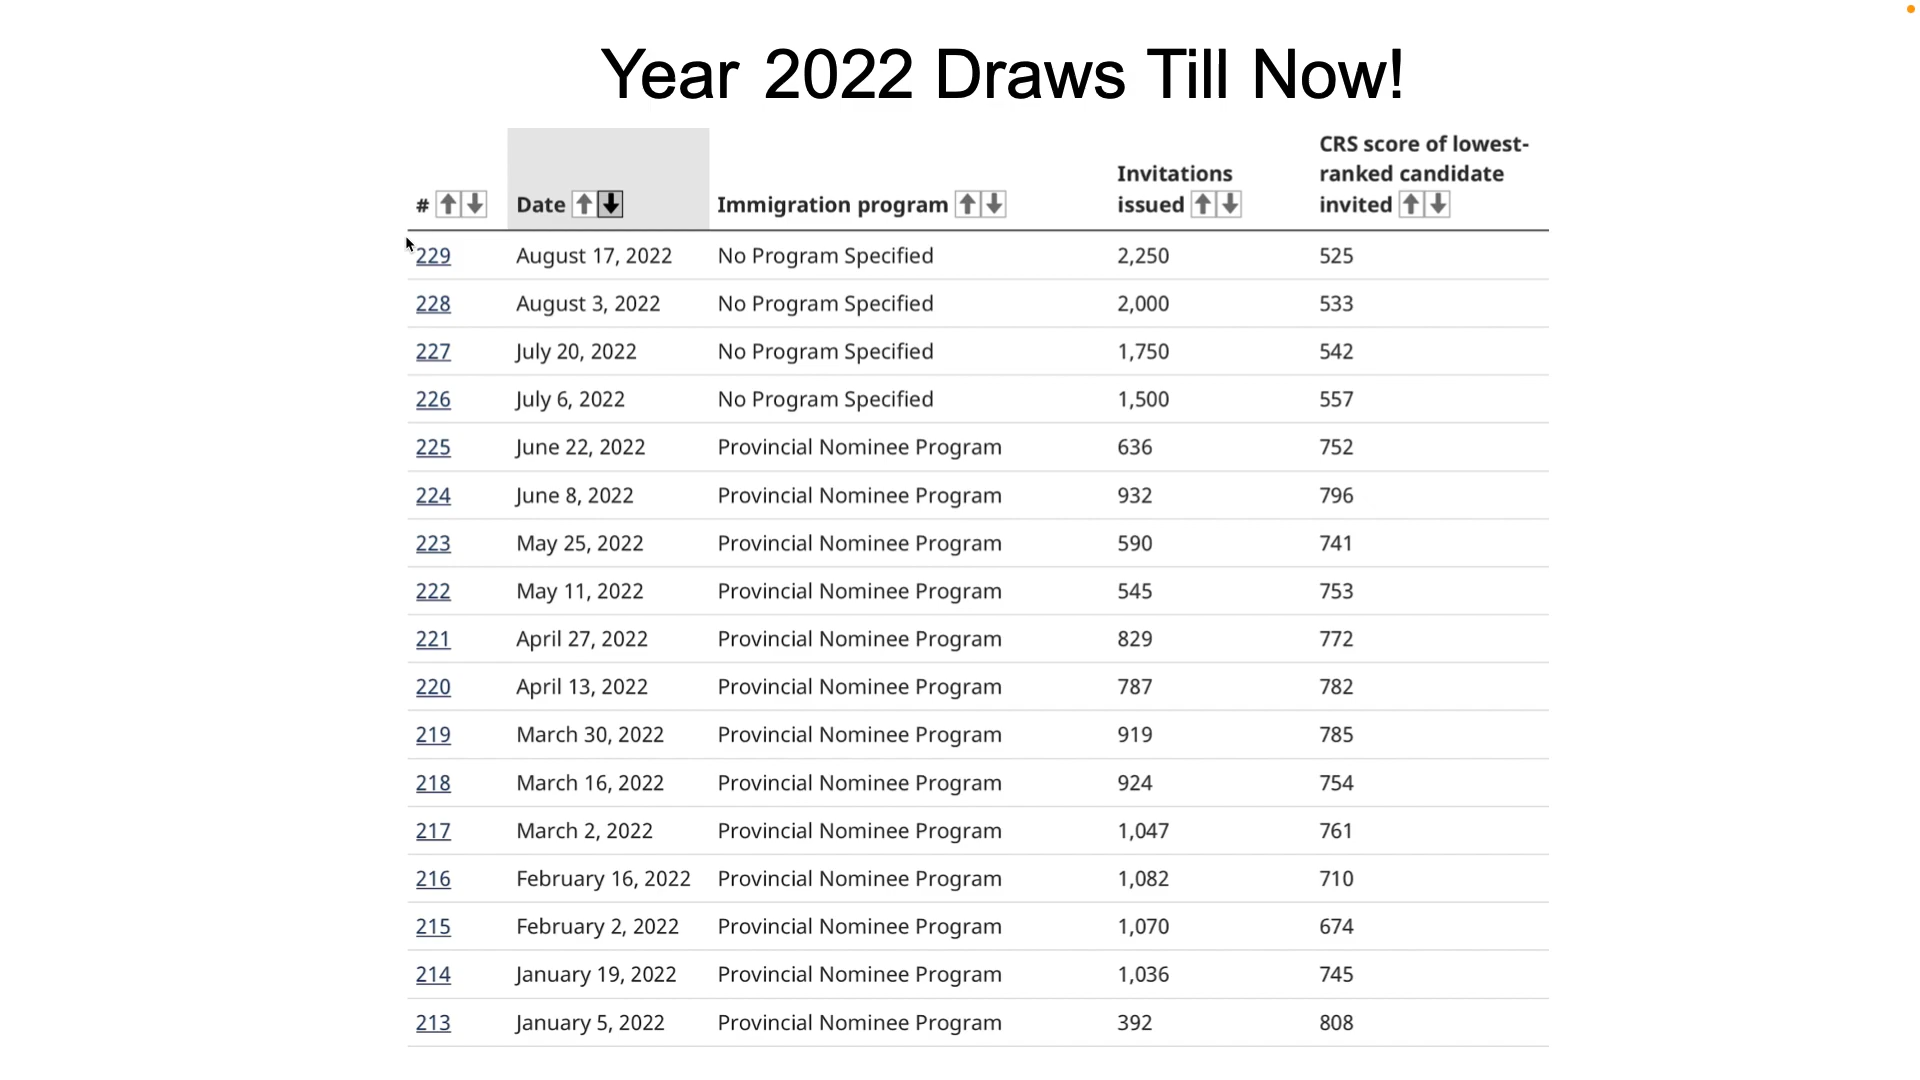 Year 2022 Draws Till Now!
# Date Immigration program Invitations issued CRS score of lowest-ranked candidate invited
229 August 17, 2022 No Program Specified 2,250 525
228 August 3, 2022 No Program Specified 2,000 533
227 July 20, 2022 No Program Specified 1,750 542
226 July 6, 2022 No Program Specified 1,500 557
225 June 22, 2022 Provincial Nominee Program 636 752
224 June 8, 2022 Provincial Nominee Program 932 796
223 May 25, 2022 Provincial Nominee Program 590 741
222 May 11, 2022 Provincial Nominee Program 545 753
221 April 27, 2022 Provincial Nominee Program 829 772
220 April 13, 2022 Provincial Nominee Program 787 782
219 March 30, 2022 Provincial Nominee Program 919 785
218 March 16, 2022 Provincial Nominee Program 924 754
217 March 2, 2022 Provincial Nominee Program 1,047 761
216 February 16, 2022 Provincial Nominee Program 1,082 710
215 February 2, 2022 Provincial Nominee Program 1,070 674
214 January 19, 2022 Provincial Nominee Program 1,036 745
213 January 5, 2022 Provincial Nominee Program 392 808